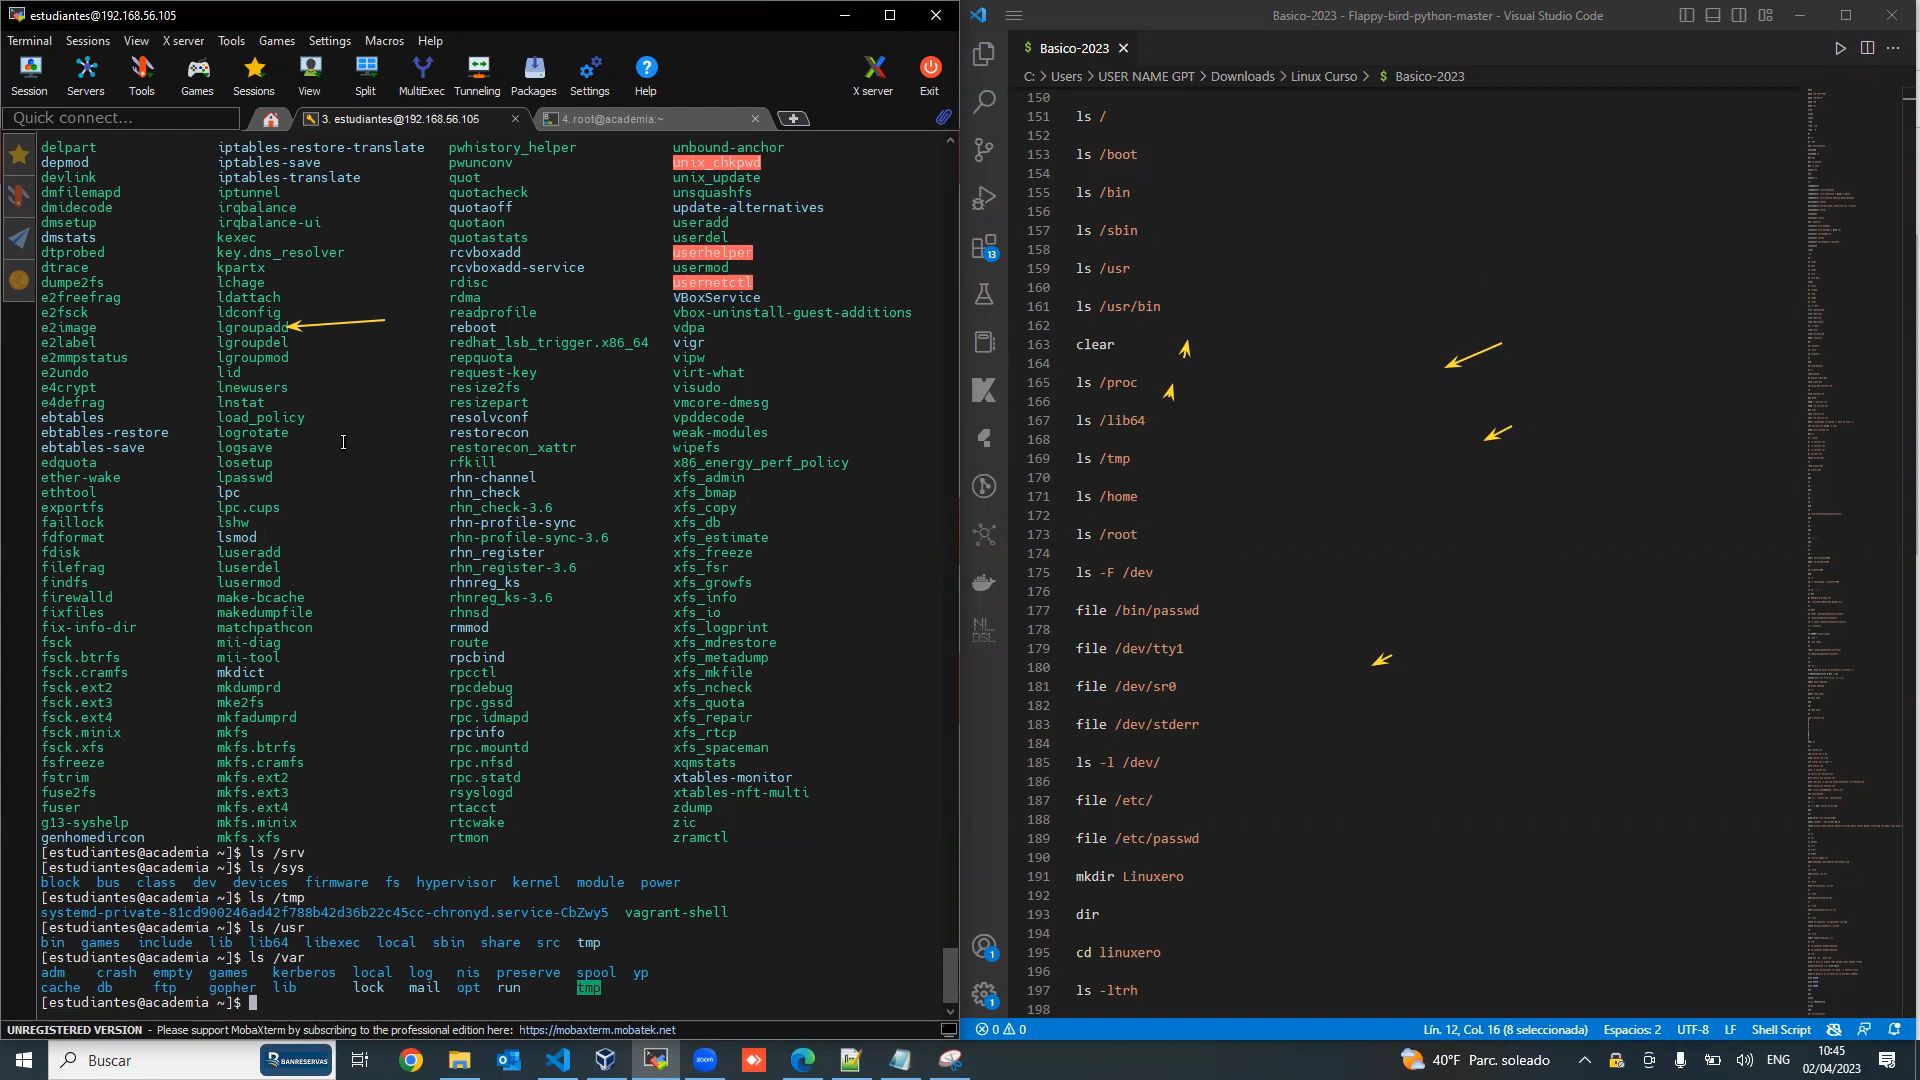 estudiantes@192.168.56.105
Terminal Sessions View X server Tools Games Settings Macros Help
Session Servers Tools Games Sessions View Split MultiExec Tunneling Packages Settings Help X server Exit
Quick connect... 3. estudiantes@192.168.56.105 4. root@academia:~
delpart iptables-restore-translate pwhistory_helper unbound-anchor
depmod iptables-save pwunconv unix_chkpwd
devlink iptables-translate quot unix_update
dmfilemapd iptunnel quotacheck unsquashfs
dmidecode irqbalance quotaoff update-alternatives
dmsetup irqbalance-ui quotaon useradd
dmstats kexec quotastats userdel
dtprobed key.dns_resolver rcvboxadd userhelper
dtrace kpartx rcvboxadd-service usermod
dumpe2fs lchage rdisc usernetctl
e2freefrag ldattach rdma VBoxService
e2fsck ldconfig readprofile vbox-uninstall-guest-additions
e2image lgroupadd reboot vdpa
e2label lgroupdel redhat_lsb_trigger.x86_64 vigr
e2mmpstatus lgroupmod repquota vipw
e2undo lid request-key virt-what
e4crypt lnewusers resize2fs visudo
e4defrag lnstat resizepart vmcore-dmesg
ebtables load_policy resolvconf vpddecode
ebtables-restore logrotate restorecon weak-modules
ebtables-save logsave restorecon_xattr wipefs
edquota losetup rfkill x86_energy_perf_policy
ether-wake lpasswd rhn-channel xfs_admin
ethtool lpc rhn_check xfs_bmap
exportfs lpc.cups rhn_check-3.6 xfs_copy
faillock lshw rhn-profile-sync xfs_db
fdformat lsmod rhn-profile-sync-3.6 xfs_estimate
fdisk luseradd rhn_register xfs_freeze
filefrag luserdel rhn_register-3.6 xfs_fsr
findfs lusermod rhnreg_ks xfs_growfs
firewalld make-bcache rhnreg_ks-3.6 xfs_info
fixfiles makedumpfile rhnsd xfs_io
fix-info-dir matchpathcon rmmod xfs_logprint
fsck mii-diag route xfs_mdrestore
fsck.btrfs mii-tool rpcbind xfs_metadump
fsck.cramfs mkdict rpcctl xfs_mkfile
fsck.ext2 mkdumprd rpcdebug xfs_ncheck
fsck.ext3 mke2fs rpc.gssd xfs_quota
fsck.ext4 mkfadumprd rpc.idmapd xfs_repair
fsck.minix mkfs rpcinfo xfs_rtcp
fsck.xfs mkfs.btrfs rpc.mountd xfs_spaceman
fsfreeze mkfs.cramfs rpc.nfsd xqmstats
fstrim mkfs.ext2 rpc.statd xtables-monitor
fuse2fs mkfs.ext3 rsyslogd xtables-nft-multi
fuser mkfs.ext4 rtacct zdump
g13-syshelp mkfs.minix rtcwake zic
genhomedircon mkfs.xfs rtmon zramctl
[estudiantes@academia ~]$ ls /srv
[estudiantes@academia ~]$ ls /sys
block bus class dev devices firmware fs hypervisor kernel module power
[estudiantes@academia ~]$ ls /tmp
systemd-private-81cd900246ad42f788b42d36b22c45cc-chronyd.service-CbZwy5 vagrant-shell
[estudiantes@academia ~]$ ls /usr
bin games include lib lib64 libexec local sbin share src tmp
[estudiantes@academia ~]$ ls /var
adm crash empty games kerberos local log nis preserve spool yp
cache db ftp gopher lib lock mail opt run tmp
[estudiantes@academia ~]$
UNREGISTERED VERSION - Please support MobaXterm by subscribing to the professional edition here: https://mobaxterm.mobatek.net
Basico-2023 - Flappy-bird-python-master - Visual Studio Code
$ Basico-2023
C: > Users > USER NAME GPT > Downloads > Linux Curso > $ Basico-2023
150
151 ls /
152
153 ls /boot
154
155 ls /bin
156
157 ls /sbin
158
159 ls /usr
160
161 ls /usr/bin
162
163 clear
164
165 ls /proc
166
167 ls /lib64
168
169 ls /tmp
170
171 ls /home
172
173 ls /root
174
175 ls -F /dev
176
177 file /bin/passwd
178
179 file /dev/tty1
180
181 file /dev/sr0
182
183 file /dev/stderr
184
185 ls -l /dev/
186
187 file /etc/
188
189 file /etc/passwd
190
191 mkdir Linuxero
192
193 dir
194
195 cd linuxero
196
197 ls -ltrh
198
13
NL
DSL
1
1
0 0 Lín. 12, Col. 16 (8 seleccionada) Espacios: 2 UTF-8 LF Shell Script
Buscar BANRESERVAS zoom 40°F Parc. soleado ENG 10:45
02/04/2023